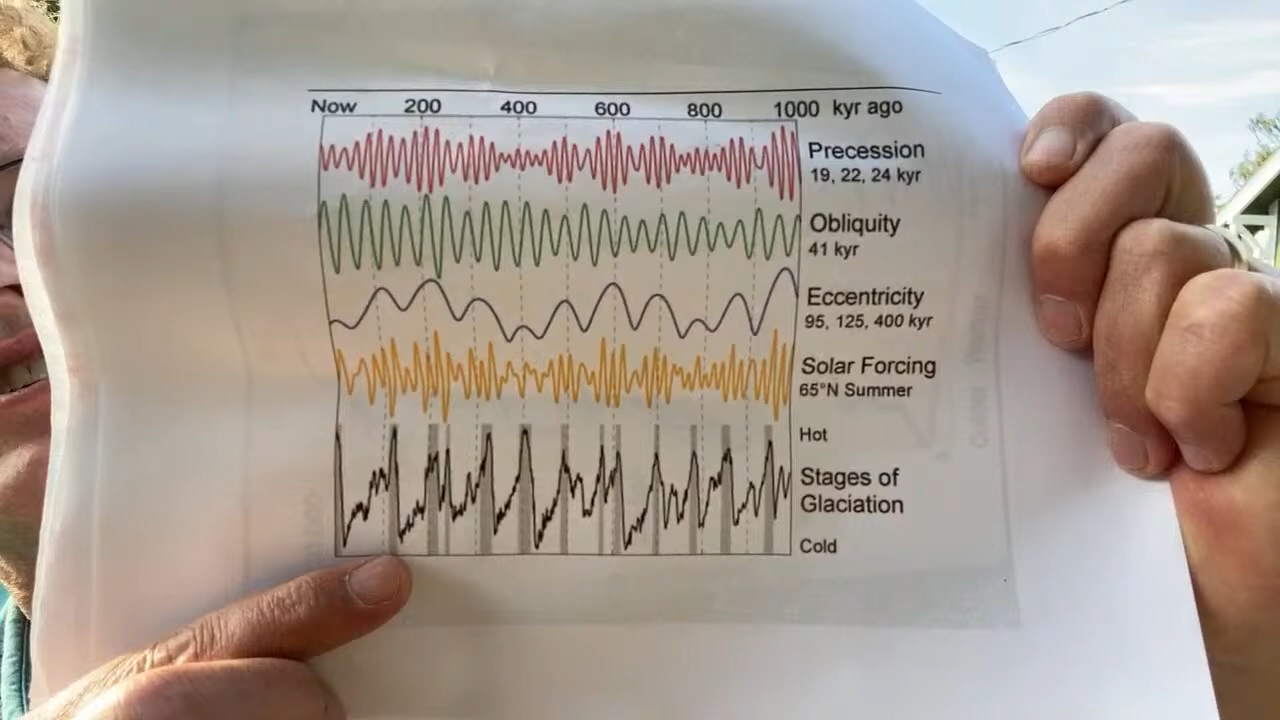 Now 200 400 600 800 1000 kyr ago
Precession
19, 22, 24 kyr
Obliquity
41 kyr
Eccentricity
95, 125, 400 kyr
Solar Forcing
65°N Summer
Hot
Stages of
Glaciation
Cold